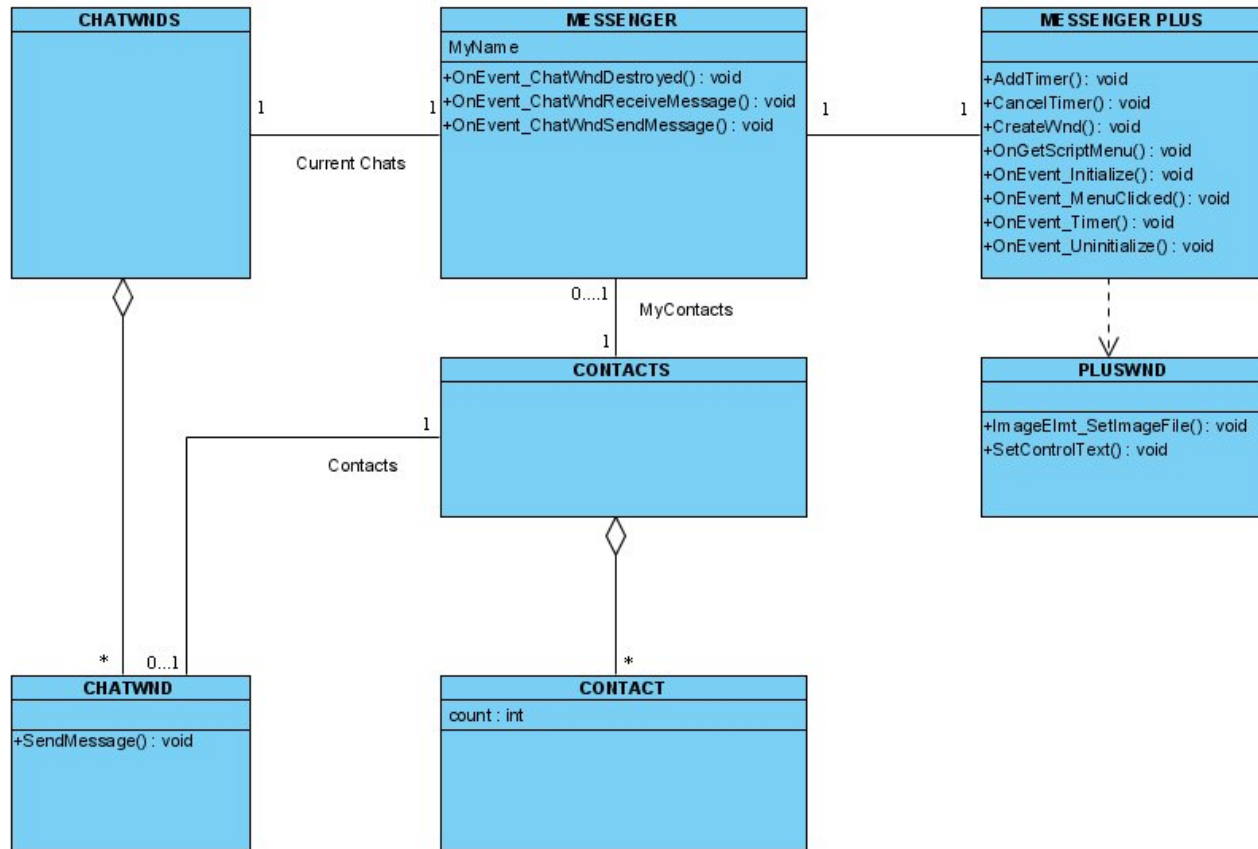 CHATWNDS
MESSENGER
MyName
+OnEvent_ChatWndDestroyed() : void
+OnEvent_ChatWndReceiveMessage() : void
+OnEvent_ChatWndSendMessage() : void
MESSENGER PLUS
+AddTimer() : void
+CancelTimer() : void
+CreateWnd() : void
+OnGetScriptMenu() : void
+OnEvent_Initialize() : void
+OnEvent_MenuClicked() : void
+OnEvent_Timer() : void
+OnEvent_Uninitialize() : void
1
1
Current Chats
1
1
0....1
MyContacts
1
CONTACTS
PLUSWND
+ImageElmt_SetImageFile() : void
+SetControlText() : void
1
Contacts
*
0...1
*
CHATWND
+SendMessage() : void
CONTACT
count : int